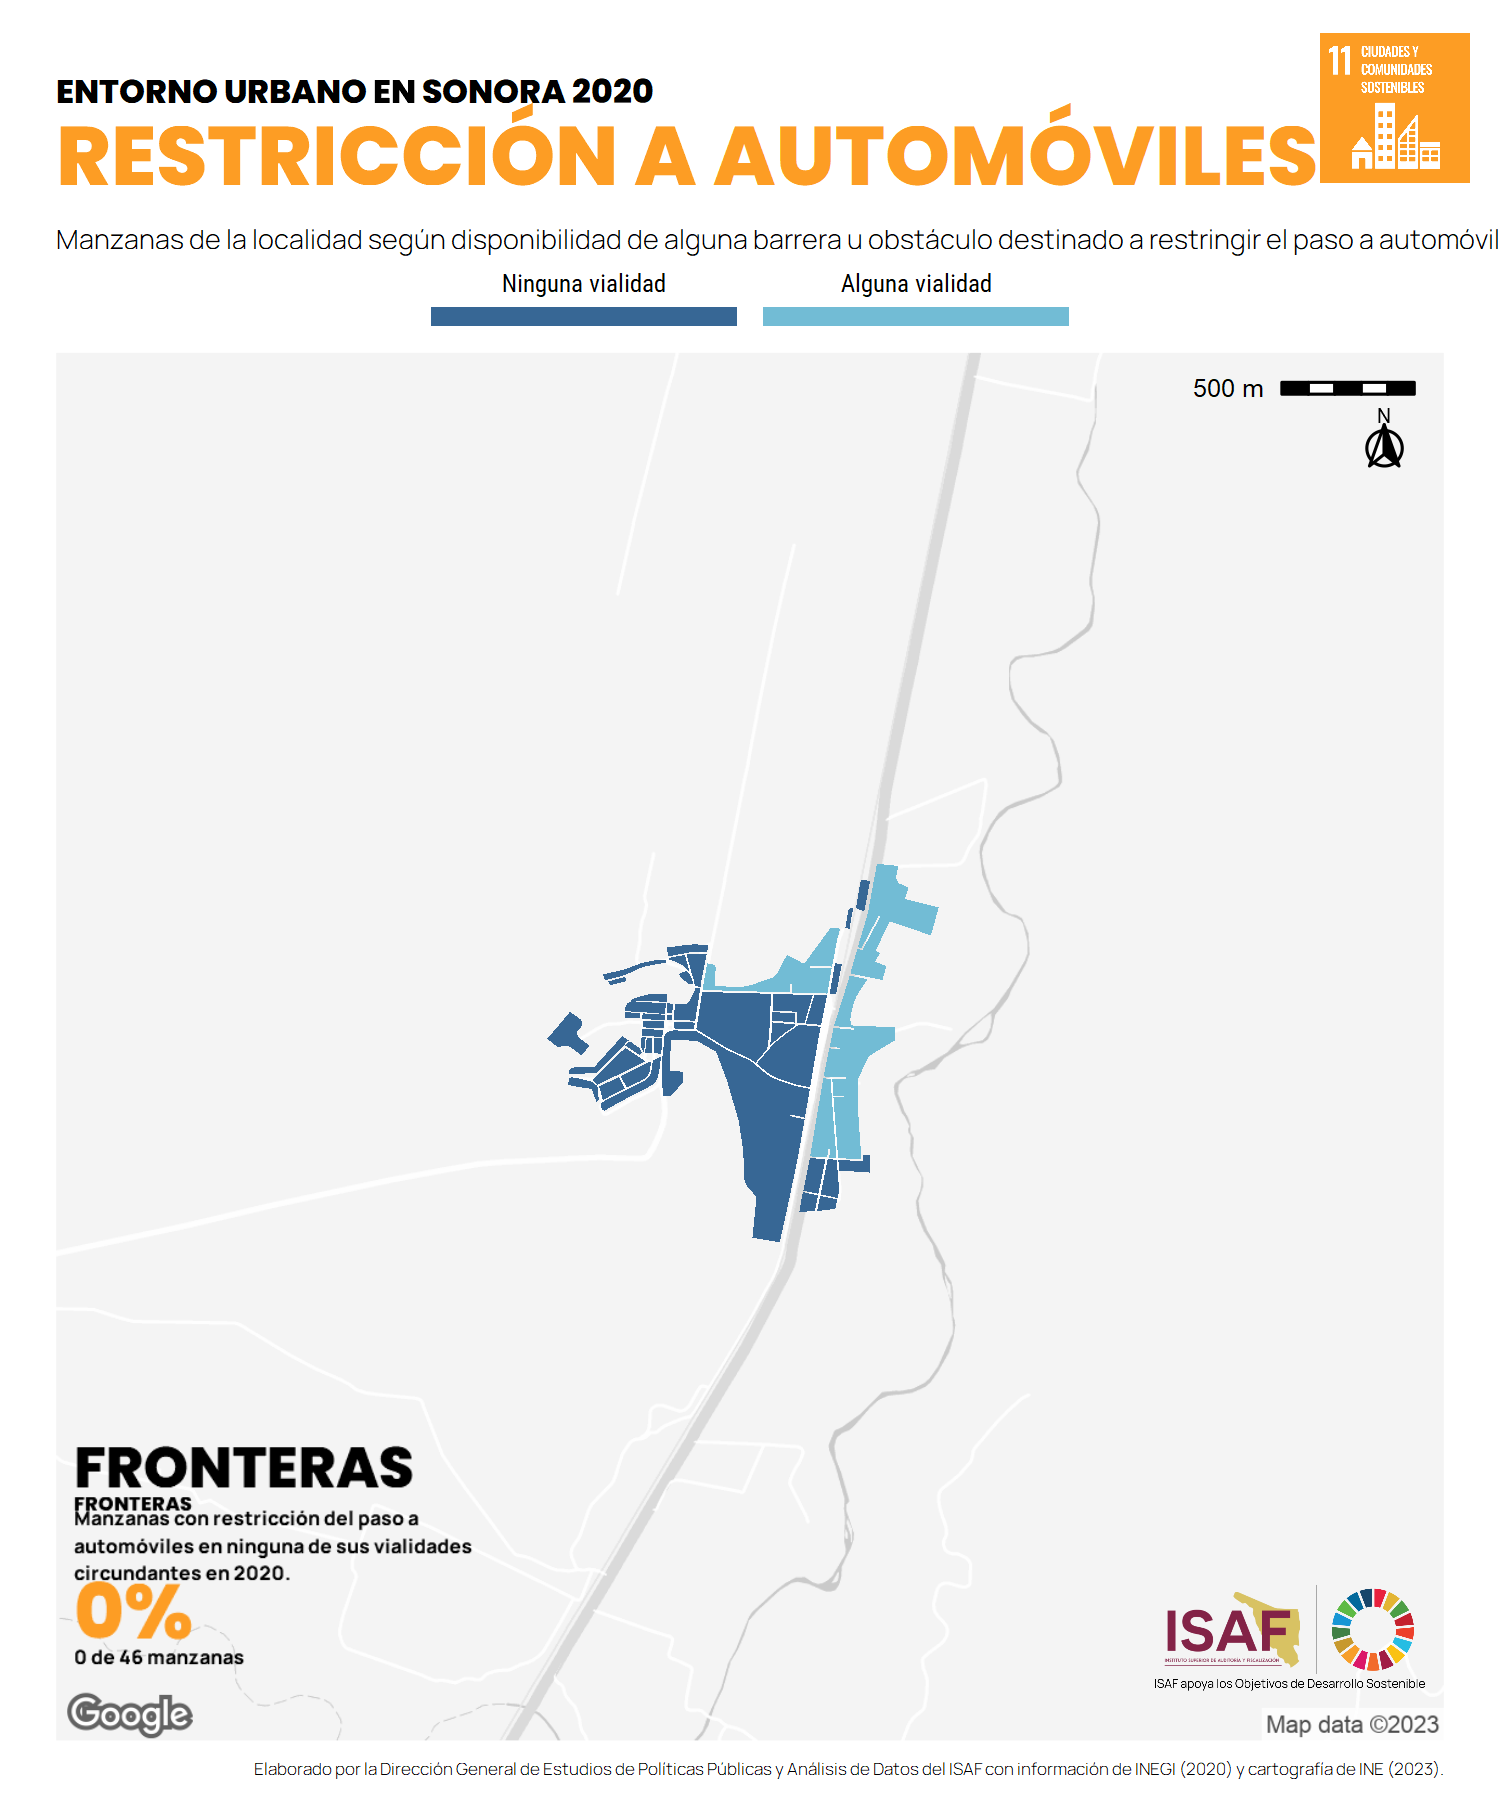 ENTORNO URBANO EN SONORA 2020
RESTRICCIÓN A AUTOMÓVILES
11 CIUDADES Y
COMUNIDADES
SOSTENIBLES
Manzanas de la localidad según disponibilidad de alguna barrera u obstáculo destinado a restringir el paso a automóvil
Ninguna vialidad
Alguna vialidad
500 m
N
FRONTERAS
FRONTERAS
Manzanas con restricción del paso a
automóviles en ninguna de sus vialidades
circundantes en 2020.
0%
0 de 46 manzanas
Google
ISAF
INSTITUTO SUPERIOR DE AUDITORÍA Y FISCALIZACIÓN
ISAF apoya los Objetivos de Desarrollo Sostenible
Map data ©2023
Elaborado por la Dirección General de Estudios de Políticas Públicas y Análisis de Datos del ISAF con información de INEGI (2020) y cartografía de INE (2023).